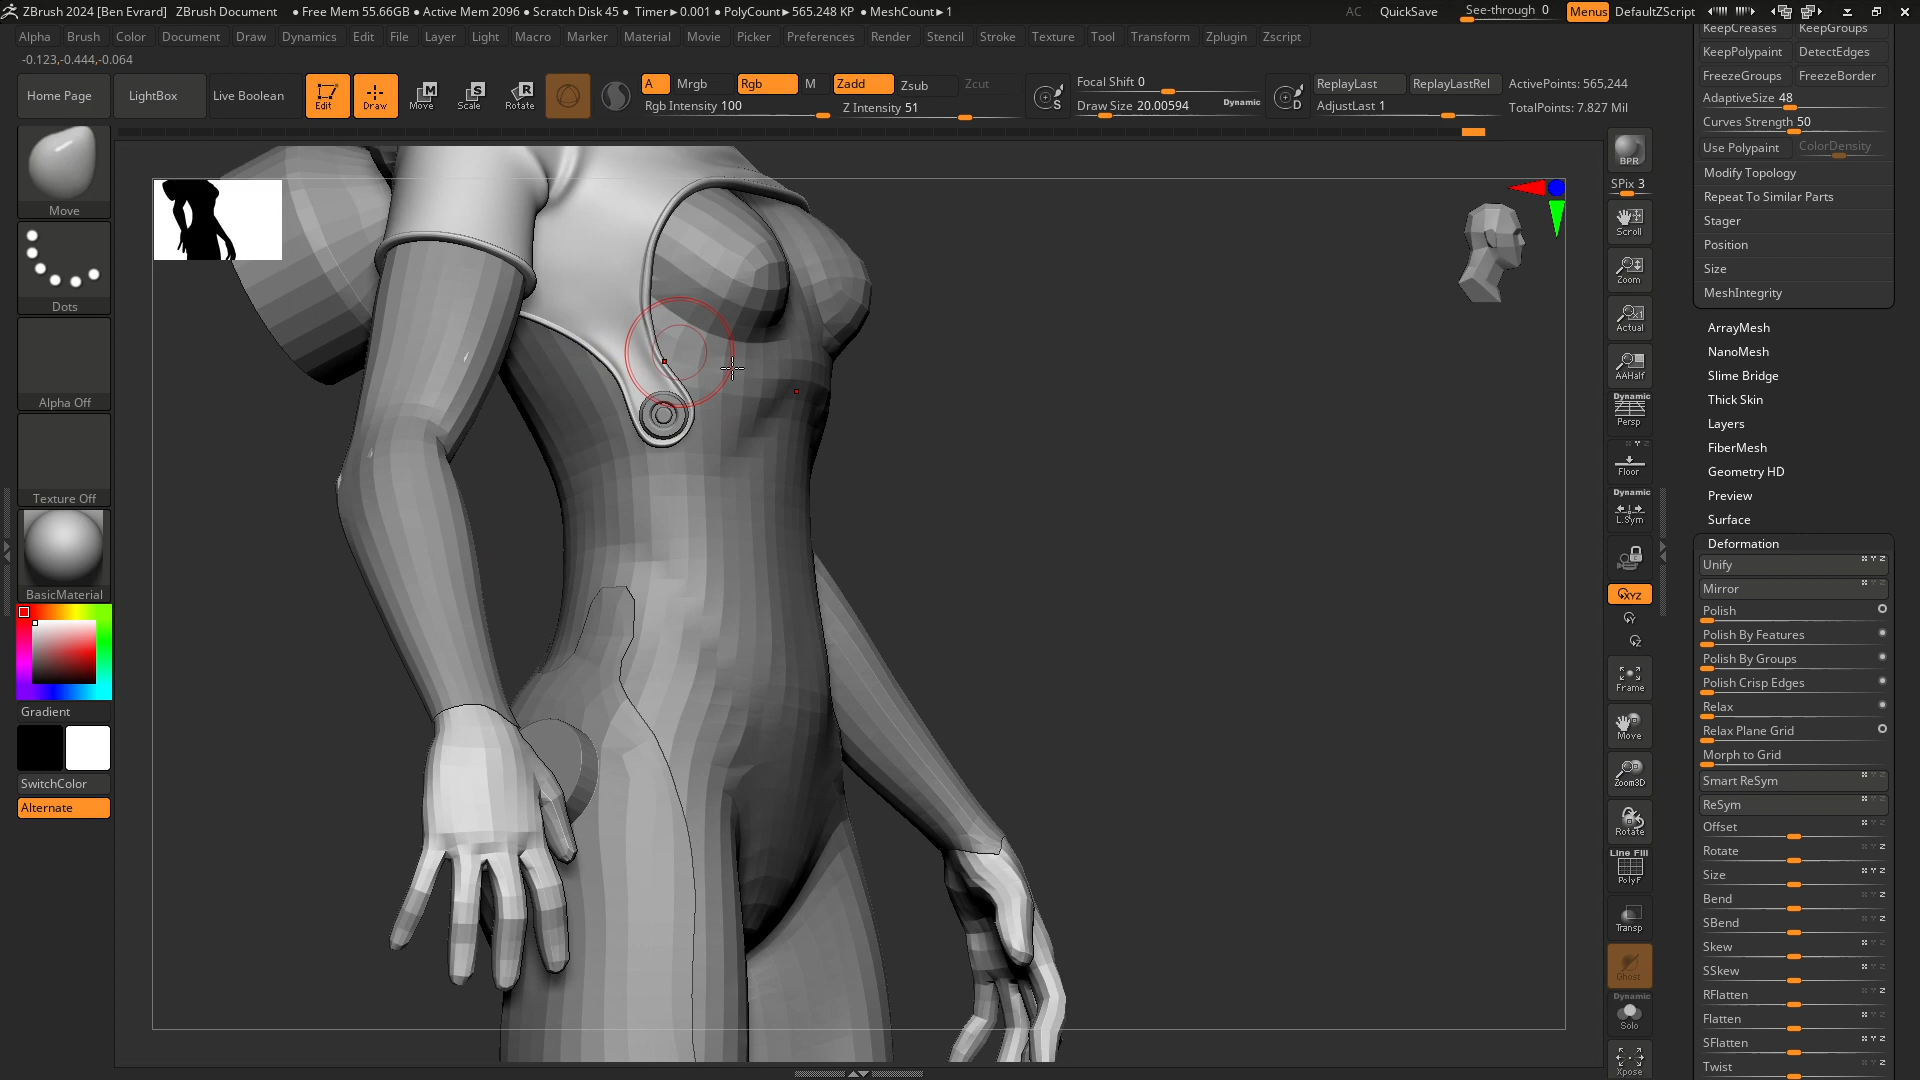 ZBrush 2024 [Ben Evrard] ZBrush Document • Free Mem 55.66GB • Active Mem 2096 • Scratch Disk 45 • Timer▸0.001 • PolyCount▸565.248 KP • MeshCount▸1 AC QuickSave See-through 0 Menus DefaultZScript
Alpha Brush Color Document Draw Dynamics Edit File Layer Light Macro Marker Material Movie Picker Preferences Render Stencil Stroke Texture Tool Transform Zplugin Zscript
-0.123,-0.444,-0.064
Home Page LightBox Live Boolean Edit Draw Move Scale Rotate
M S R
A Mrgb Rgb M Zadd Zsub Zcut
Rgb Intensity 100 Z Intensity 51
S Focal Shift 0
Draw Size 20.00594 Dynamic
D ReplayLast ReplayLastRel ActivePoints: 565,244
AdjustLast 1 TotalPoints: 7.827 Mil
Move
Dots
Alpha Off
Texture Off
BasicMaterial
Gradient
SwitchColor
Alternate
BPR
SPix 3
Scroll
Zoom
Actual
AAHalf
Dynamic
Persp
Floor
Dynamic
L.Sym
XYZ
Y
Z
Frame
Move
Zoom3D
Rotate
Line Fill
PolyF
Transp
Ghost
Dynamic
Solo
Xpose
KeepCreases KeepGroups
KeepPolypaint DetectEdges
FreezeGroups FreezeBorder
AdaptiveSize 48
Curves Strength 50
Use Polypaint ColorDensity
Modify Topology
Repeat To Similar Parts
Stager
Position
Size
MeshIntegrity
ArrayMesh
NanoMesh
Slime Bridge
Thick Skin
Layers
FiberMesh
Geometry HD
Preview
Surface
Deformation
Unify
Mirror
Polish
Polish By Features
Polish By Groups
Polish Crisp Edges
Relax
Relax Plane Grid
Morph to Grid
Smart ReSym
ReSym
Offset
Rotate
Size
Bend
SBend
Skew
SSkew
RFlatten
Flatten
SFlatten
Twist